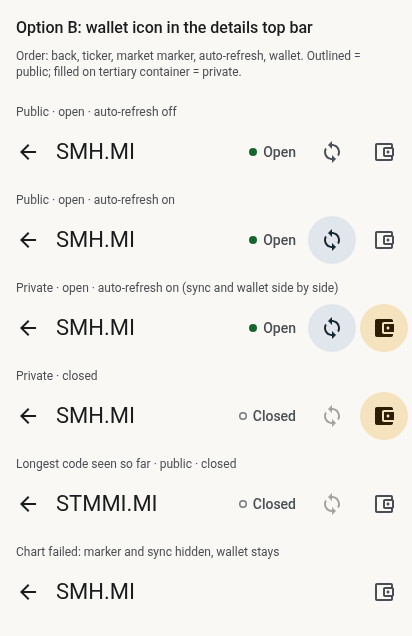 Option B: wallet icon in the details top bar
Order: back, ticker, market marker, auto-refresh, wallet. Outlined =
public; filled on tertiary container = private.
Public · open · auto-refresh off
SMH.MI Open
Public · open · auto-refresh on
SMH.MI Open
Private · open · auto-refresh on (sync and wallet side by side)
SMH.MI Open
Private · closed
SMH.MI Closed
Longest code seen so far · public · closed
STMMI.MI Closed
Chart failed: marker and sync hidden, wallet stays
SMH.MI